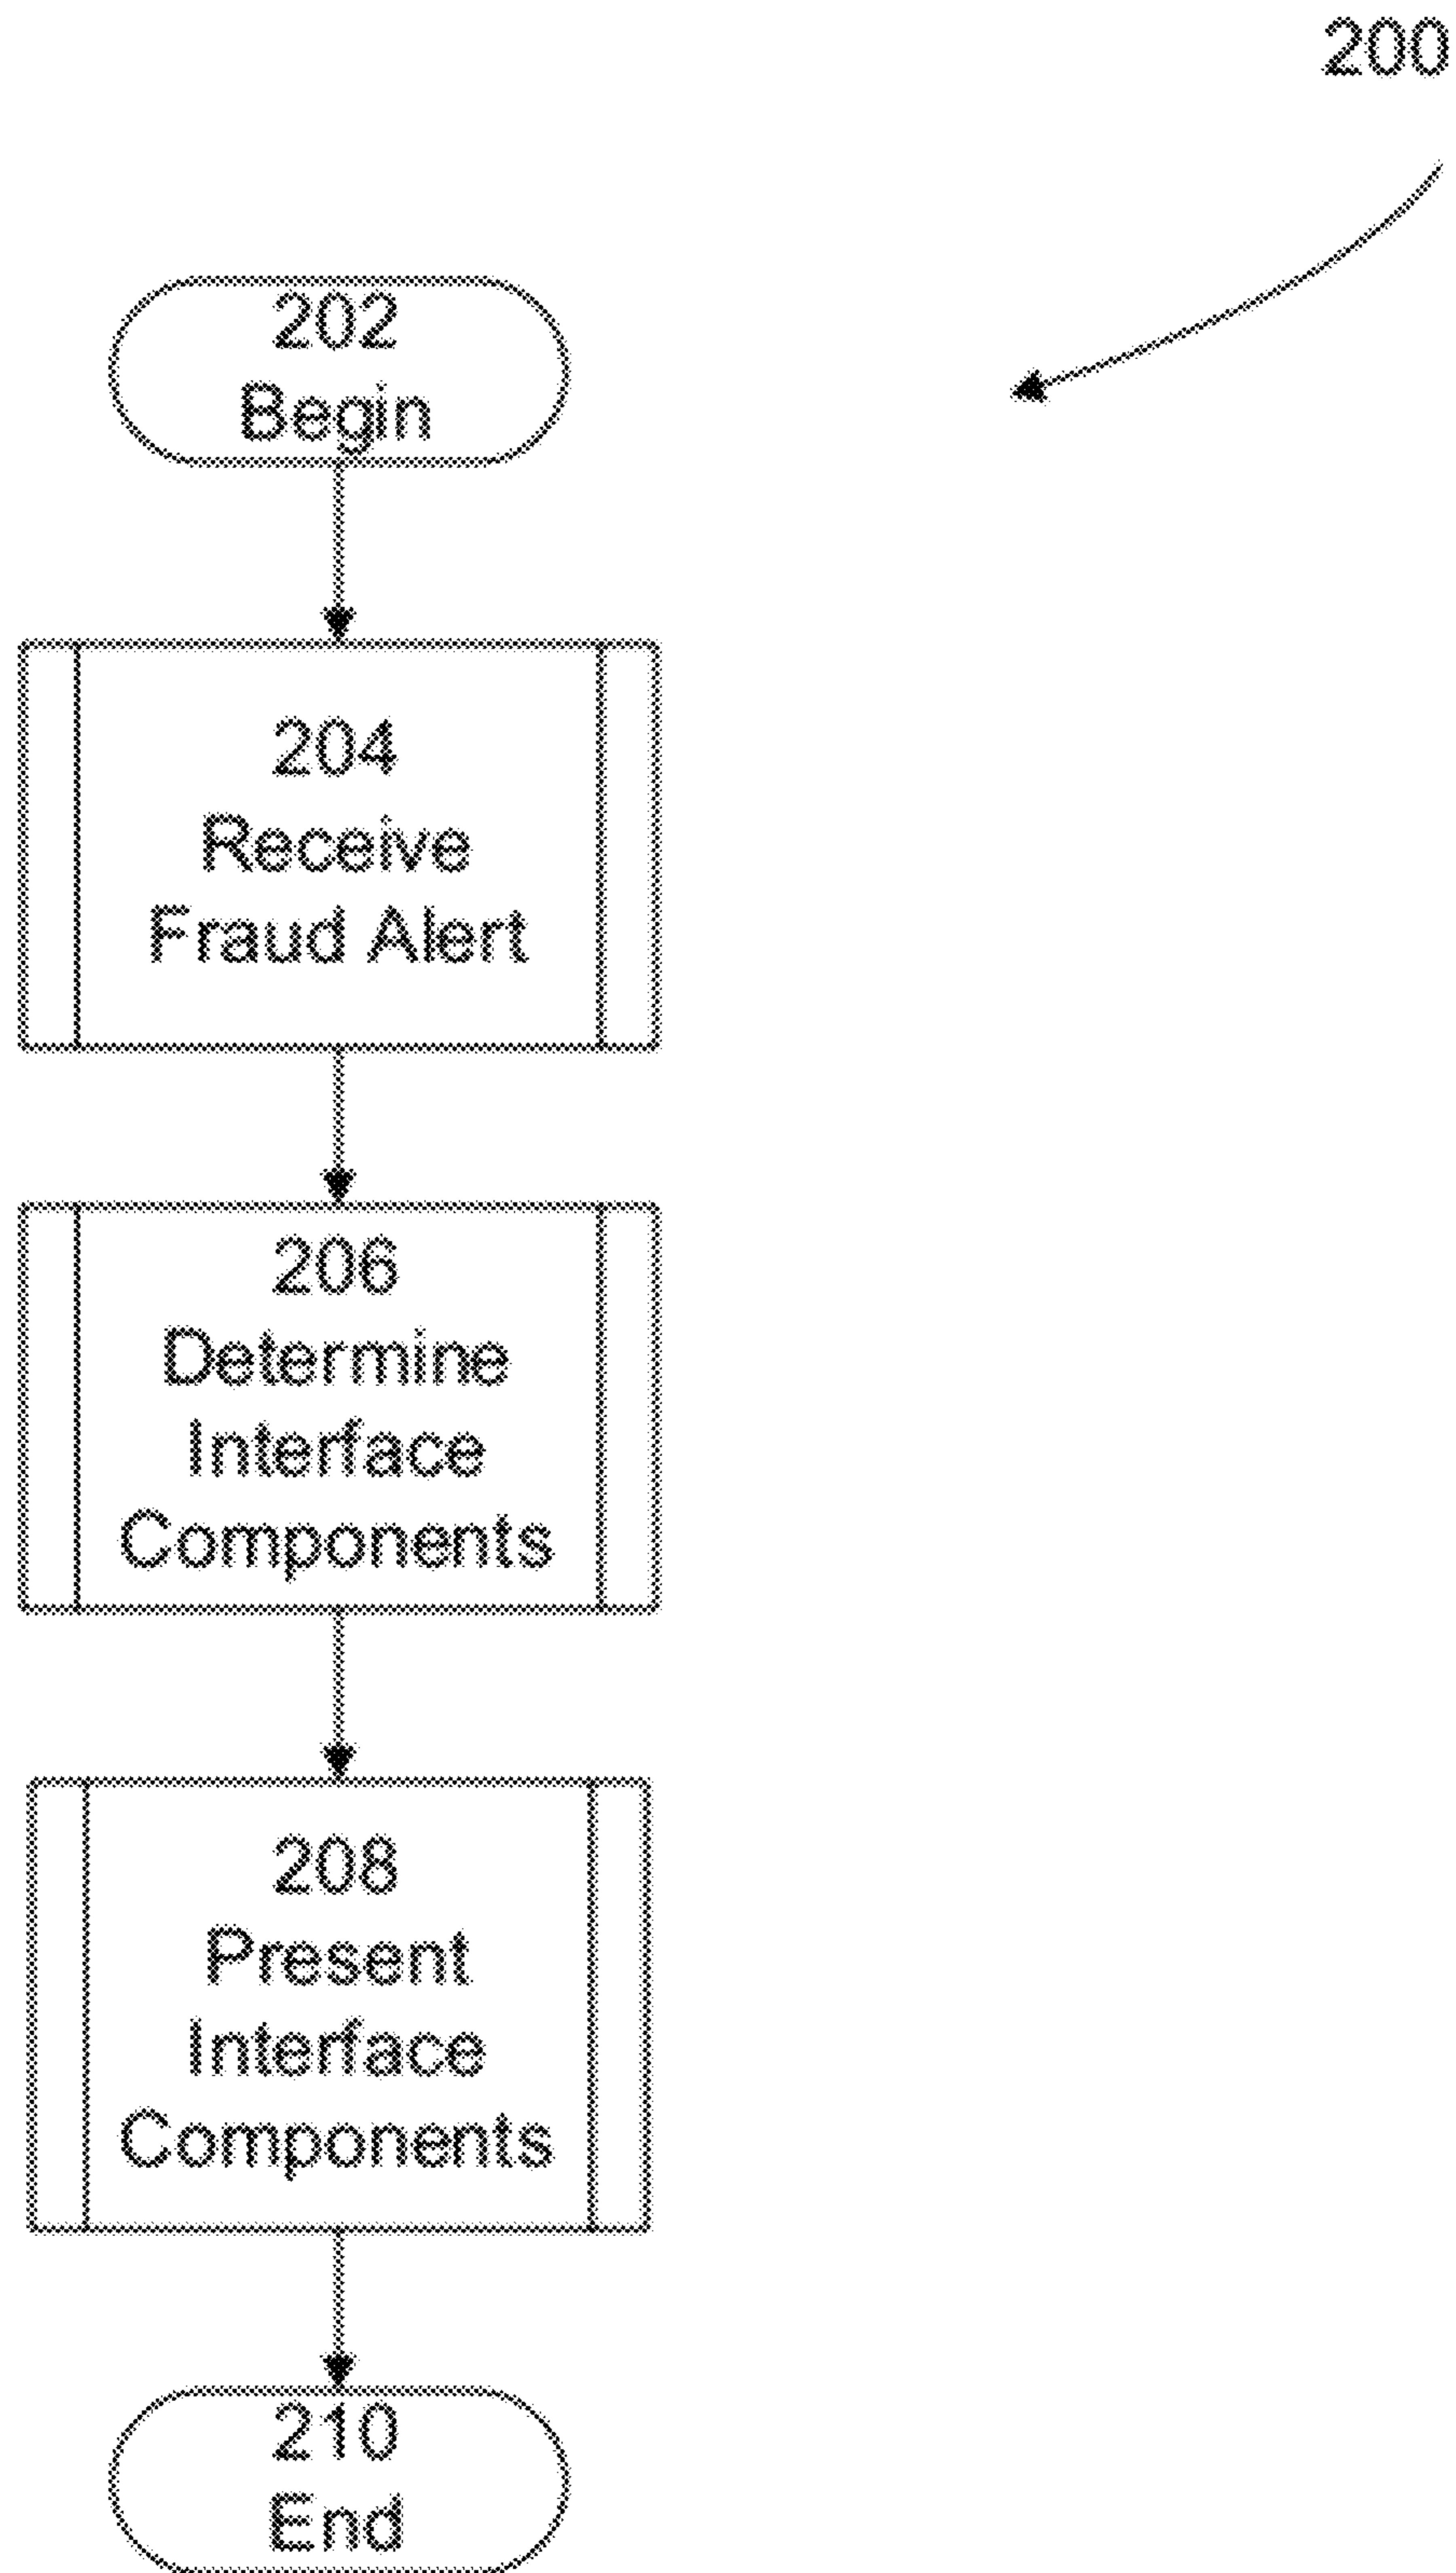 200
202
Begin
204
Receive
Fraud Alert
206
Determine
Interface
Components
208
Present
Interface
Components
210
End